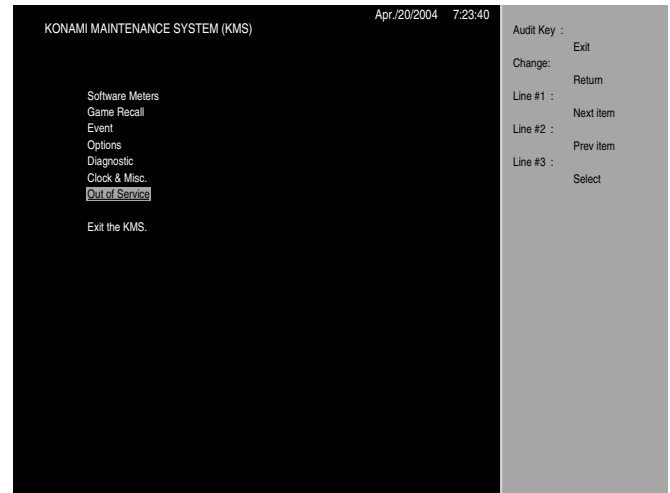 Apr./20/2004 7:23:40
KONAMI MAINTENANCE SYSTEM (KMS)
Software Meters
Game Recall
Event
Options
Diagnostic
Clock & Misc.
Out of Service
Exit the KMS.
Audit Key :
Exit
Change:
Return
Line #1 :
Next item
Line #2 :
Prev item
Line #3 :
Select